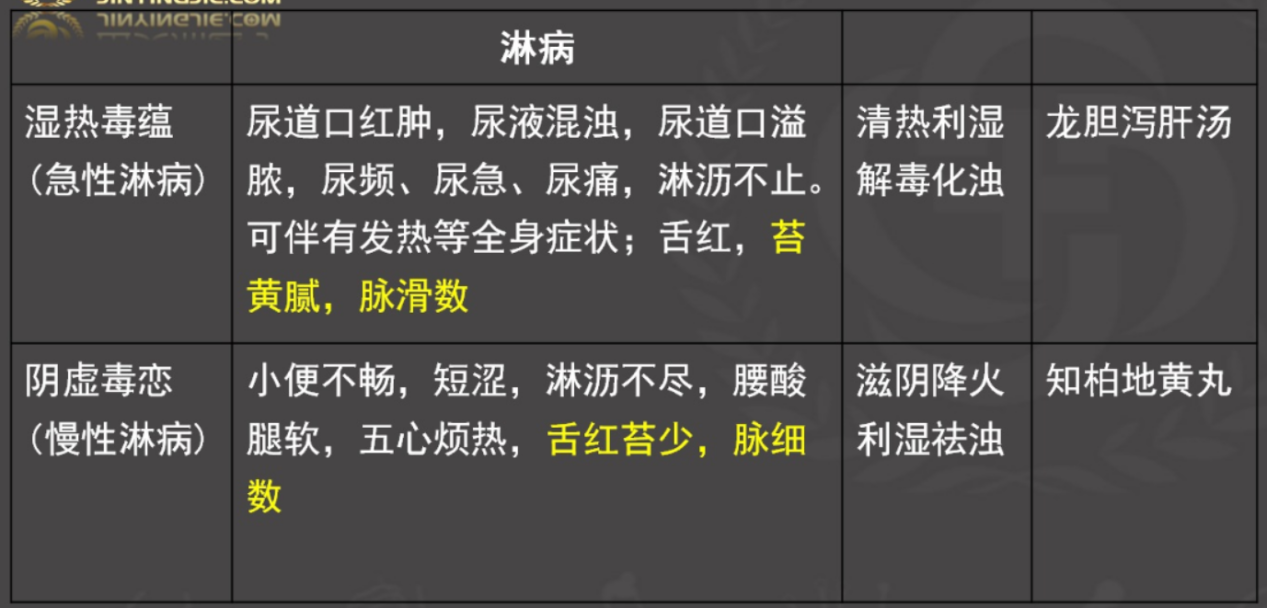 JINYINGJIE.COM
淋病
湿热毒蕴
(急性淋病)
尿道口红肿，尿液混浊，尿道口溢
脓，尿频、尿急、尿痛，淋沥不止。
可伴有发热等全身症状；舌红，苔
黄腻，脉滑数
清热利湿
解毒化浊
龙胆泻肝汤
阴虚毒恋
(慢性淋病)
小便不畅，短涩，淋沥不尽，腰酸
腿软，五心烦热，舌红苔少，脉细
数
滋阴降火
利湿祛浊
知柏地黄丸